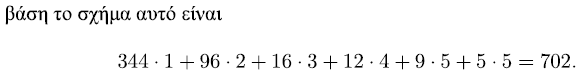 βάση το σχήμα αυτό είναι
344 · 1 + 96 · 2 + 16 · 3 + 12 · 4 + 9 · 5 + 5 · 5 = 702.